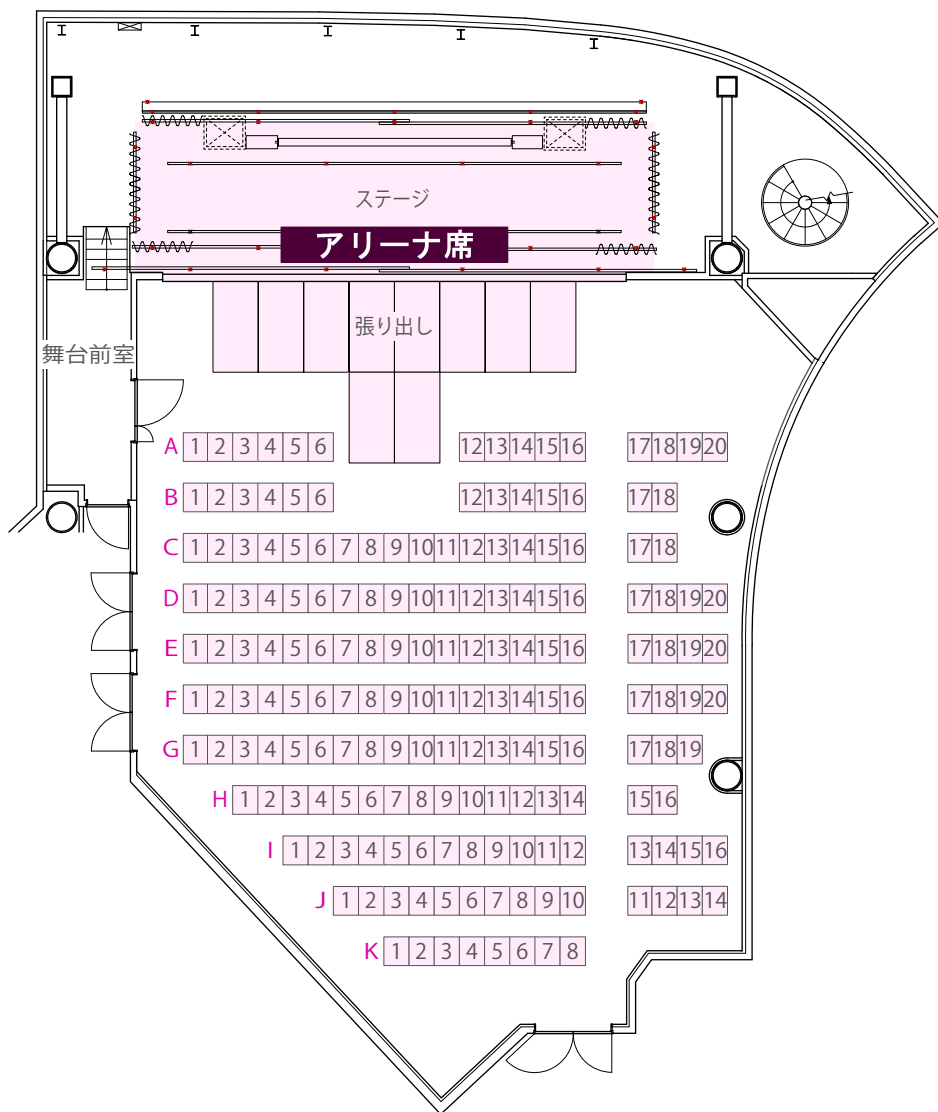 ステージ
アリーナ席
張り出し
舞台前室
A 1 2 3 4 5 6 12 13 14 15 16 17 18 19 20
B 1 2 3 4 5 6 12 13 14 15 16 17 18
C 1 2 3 4 5 6 7 8 9 10 11 12 13 14 15 16 17 18
D 1 2 3 4 5 6 7 8 9 10 11 12 13 14 15 16 17 18 19 20
E 1 2 3 4 5 6 7 8 9 10 11 12 13 14 15 16 17 18 19 20
F 1 2 3 4 5 6 7 8 9 10 11 12 13 14 15 16 17 18 19 20
G 1 2 3 4 5 6 7 8 9 10 11 12 13 14 15 16 17 18 19
H 1 2 3 4 5 6 7 8 9 10 11 12 13 14 15 16
I 1 2 3 4 5 6 7 8 9 10 11 12 13 14 15 16
J 1 2 3 4 5 6 7 8 9 10 11 12 13 14
K 1 2 3 4 5 6 7 8